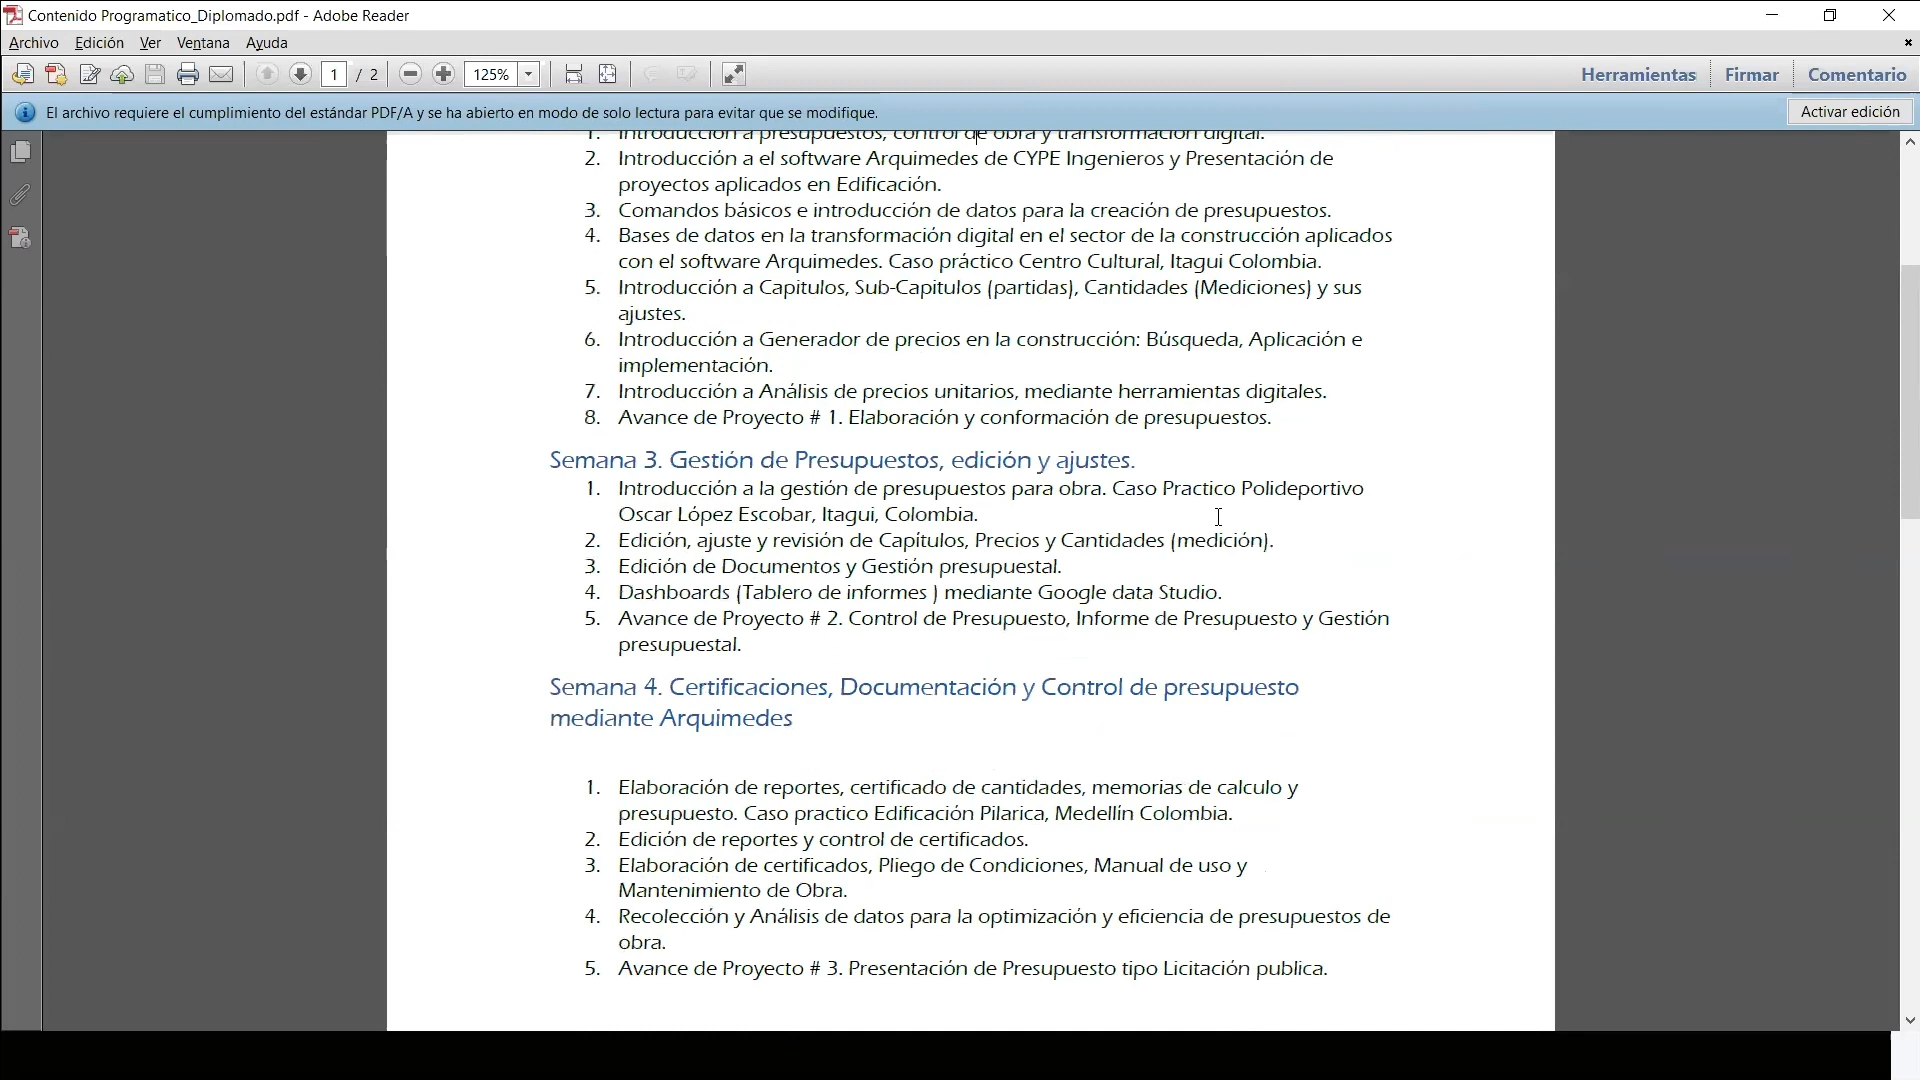 Contenido Programatico_Diplomado.pdf - Adobe Reader
Archivo Edición Ver Ventana Ayuda
1 / 2 125% Herramientas Firmar Comentario
El archivo requiere el cumplimiento del estándar PDF/A y se ha abierto en modo de solo lectura para evitar que se modifique. Activar edición
1. Introducción a presupuestos, control de obra y transformación digital.
2. Introducción a el software Arquimedes de CYPE Ingenieros y Presentación de
proyectos aplicados en Edificación.
3. Comandos básicos e introducción de datos para la creación de presupuestos.
4. Bases de datos en la transformación digital en el sector de la construcción aplicados
con el software Arquimedes. Caso práctico Centro Cultural, Itagui Colombia.
5. Introducción a Capitulos, Sub-Capitulos (partidas), Cantidades (Mediciones) y sus
ajustes.
6. Introducción a Generador de precios en la construcción: Búsqueda, Aplicación e
implementación.
7. Introducción a Análisis de precios unitarios, mediante herramientas digitales.
8. Avance de Proyecto # 1. Elaboración y conformación de presupuestos.
Semana 3. Gestión de Presupuestos, edición y ajustes.
1. Introducción a la gestión de presupuestos para obra. Caso Practico Polideportivo
Oscar López Escobar, Itagui, Colombia.
2. Edición, ajuste y revisión de Capítulos, Precios y Cantidades (medición).
3. Edición de Documentos y Gestión presupuestal.
4. Dashboards (Tablero de informes ) mediante Google data Studio.
5. Avance de Proyecto # 2. Control de Presupuesto, Informe de Presupuesto y Gestión
presupuestal.
Semana 4. Certificaciones, Documentación y Control de presupuesto
mediante Arquimedes
1. Elaboración de reportes, certificado de cantidades, memorias de calculo y
presupuesto. Caso practico Edificación Pilarica, Medellín Colombia.
2. Edición de reportes y control de certificados.
3. Elaboración de certificados, Pliego de Condiciones, Manual de uso y
Mantenimiento de Obra.
4. Recolección y Análisis de datos para la optimización y eficiencia de presupuestos de
obra.
5. Avance de Proyecto # 3. Presentación de Presupuesto tipo Licitación publica.